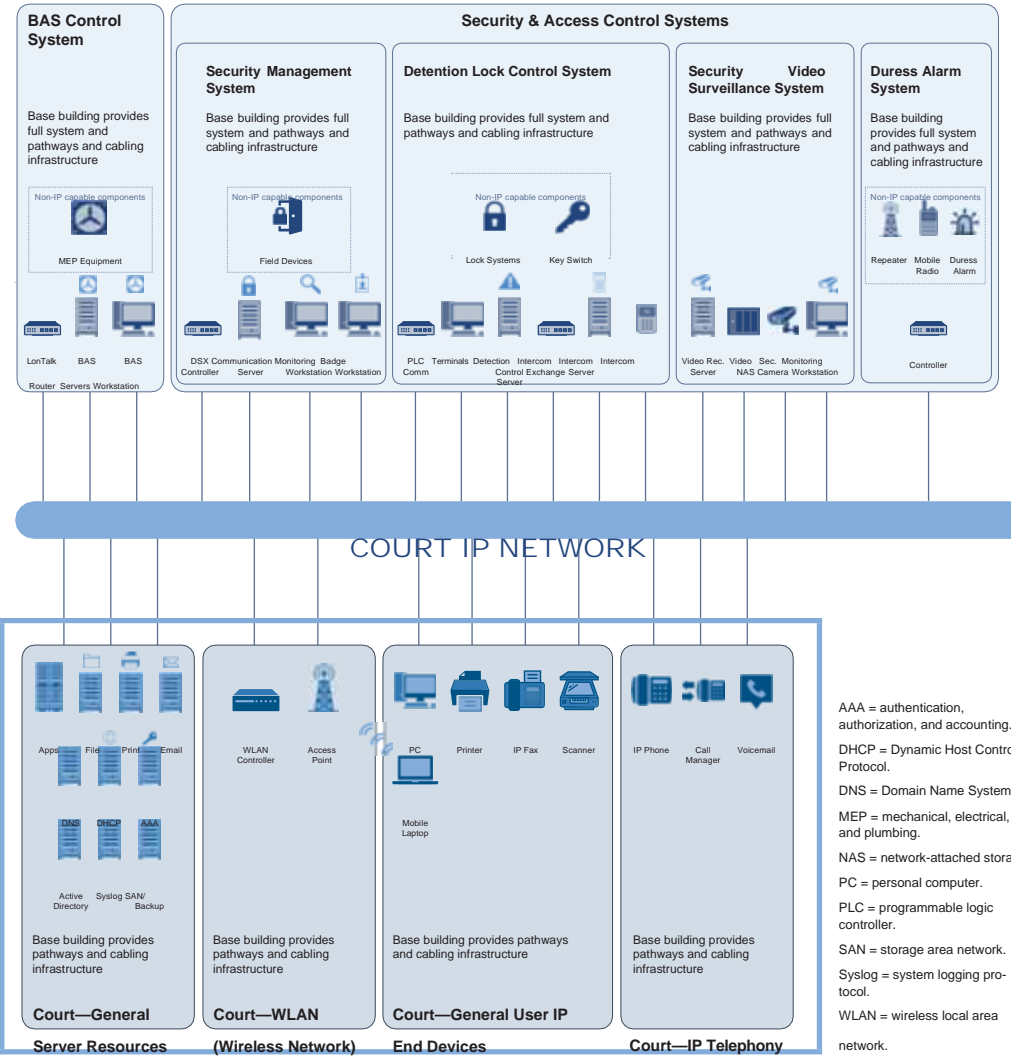 BAS Control
System
Base building provides
full system and
pathways and cabling
infrastructure
Non-IP capable components
MEP Equipment
LonTalk BAS BAS
Router Servers Workstation
Security & Access Control Systems
Security Management
System
Base building provides full
system and pathways and
cabling infrastructure
Non-IP capable components
Field Devices
DSX Communication Monitoring Badge
Controller Server Workstation Workstation
Detention Lock Control System
Base building provides full system and
pathways and cabling infrastructure
Non-IP capable components
Lock Systems Key Switch
PLC Terminals Detection Intercom Intercom Intercom
Comm Control Exchange Server
Server
Security Video
Surveillance System
Base building provides full
system and pathways and
cabling infrastructure
Video Rec. Video Sec. Monitoring
Server NAS Camera Workstation
Duress Alarm
System
Base building
provides full system
and pathways and
cabling infrastructure
Non-IP capable components
Repeater Mobile Duress
Radio Alarm
Controller
COURT IP NETWORK
Apps File Print Email
DNS DHCP AAA
Active Syslog SAN/
Directory Backup
Base building provides
pathways and cabling
infrastructure
Court—General
Server Resources
WLAN Access
Controller Point
Base building provides
pathways and cabling
infrastructure
Court—WLAN
(Wireless Network)
PC Printer IP Fax Scanner
Mobile
Laptop
Base building provides pathways
and cabling infrastructure
Court—General User IP
End Devices
IP Phone Call Voicemail
Manager
Base building provides
pathways and cabling
infrastructure
Court—IP Telephony
AAA = authentication,
authorization, and accounting.
DHCP = Dynamic Host Contro
Protocol.
DNS = Domain Name System
MEP = mechanical, electrical,
and plumbing.
NAS = network-attached stora
PC = personal computer.
PLC = programmable logic
controller.
SAN = storage area network.
Syslog = system logging pro-
tocol.
WLAN = wireless local area
network.